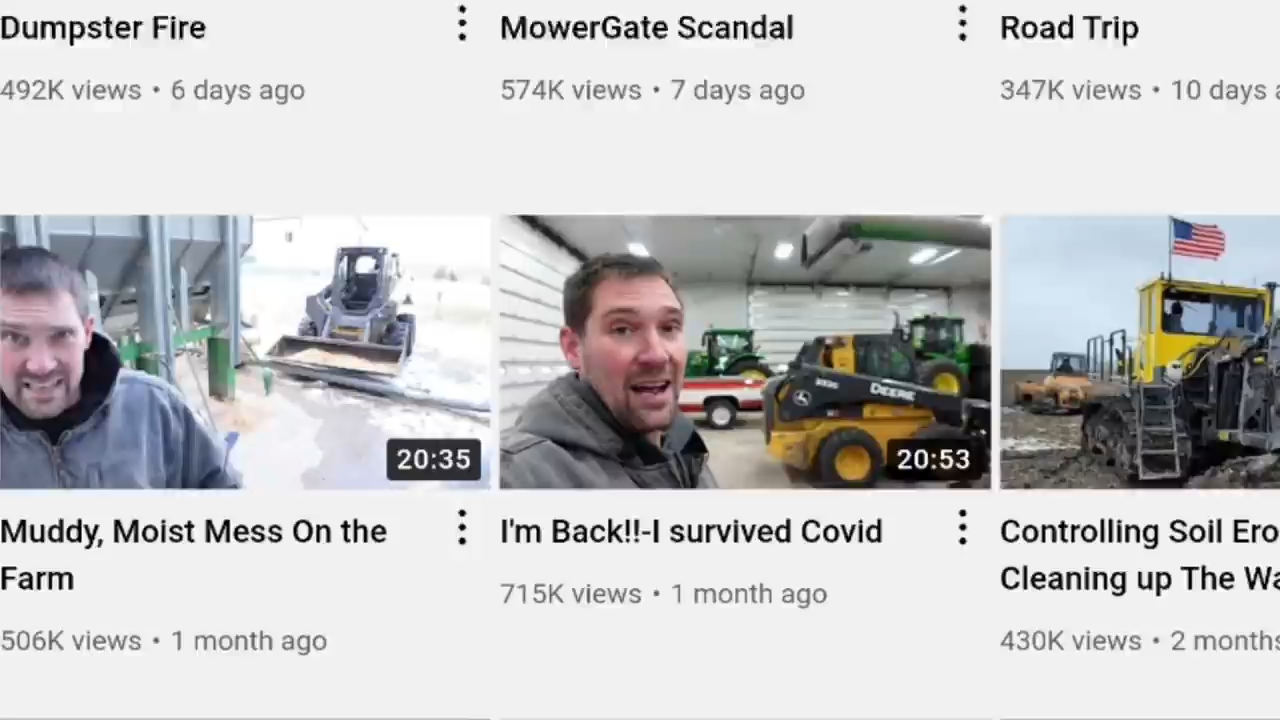 Dumpster Fire
MowerGate Scandal
Road Trip
492K views • 6 days ago
574K views • 7 days ago
347K views • 10 days
DEERE
20:35
20:53
Muddy, Moist Mess On the
Farm
506K views • 1 month ago
I'm Back!!-I survived Covid
715K views • 1 month ago
Controlling Soil Ero
Cleaning up The Wa
430K views • 2 months